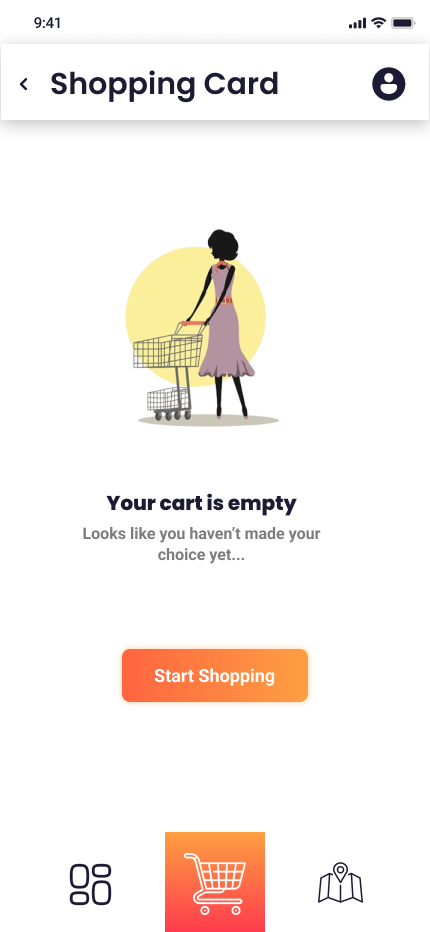 9:41
Shopping Card
Your cart is empty
Looks like you haven’t made your
choice yet...
Start Shopping